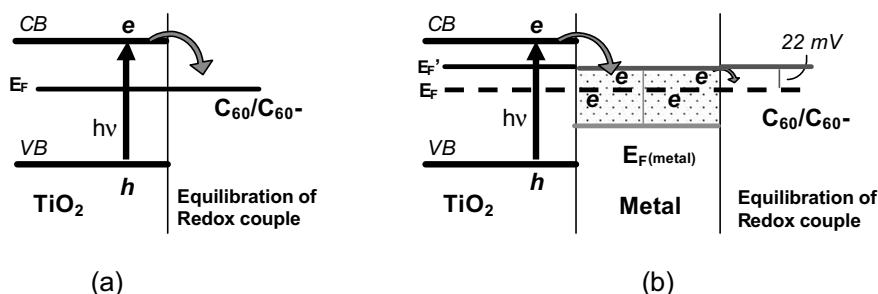 CB
e
E_F
hν
C60/C60-
VB
h
TiO2
Equilibration of
Redox couple
(a)
CB
e
22 mV
E_F'
e
e
E_F
e
e
hν
C60/C60-
VB
E_F(metal)
h
TiO2
Metal
Equilibration of
Redox couple
(b)